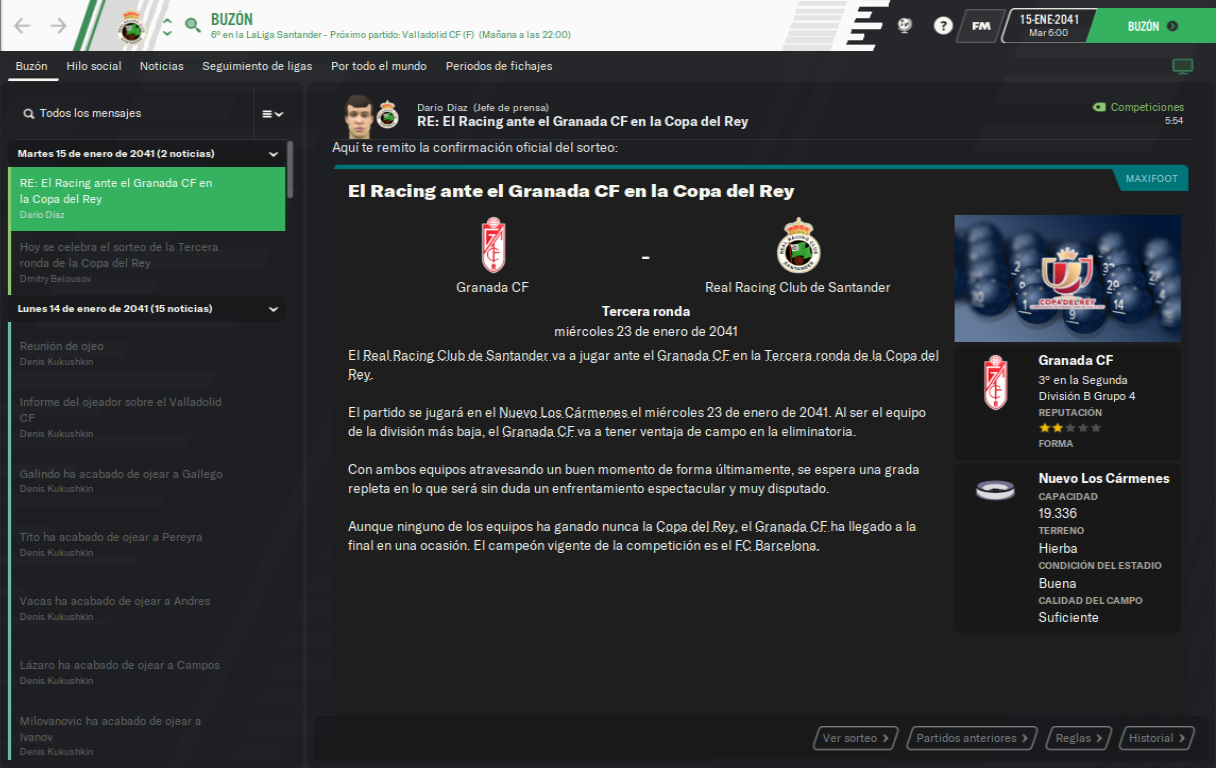 BUZÓN
6º en la LaLiga Santander - Próximo partido: Valladolid CF (F) (Mañana a las 22:00)
?
FM
15-ENE-2041
Mar 6:00
BUZÓN
Buzón
Hilo social
Noticias
Seguimiento de ligas
Por todo el mundo
Periodos de fichajes
Todos los mensajes
Martes 15 de enero de 2041 (2 noticias)
RE: El Racing ante el Granada CF en
la Copa del Rey
Darío Díaz
Hoy se celebra el sorteo de la Tercera
ronda de la Copa del Rey
Dmitry Belousov
Lunes 14 de enero de 2041 (15 noticias)
Reunión de ojeo
Denis Kukushkin
Informe del ojeador sobre el Valladolid
CF
Denis Kukushkin
Galindo ha acabado de ojear a Gallego
Denis Kukushkin
Tito ha acabado de ojear a Pereyra
Denis Kukushkin
Vacas ha acabado de ojear a Andres
Denis Kukushkin
Lázaro ha acabado de ojear a Campos
Denis Kukushkin
Milovanovic ha acabado de ojear a
Ivanov
Denis Kukushkin
Darío Díaz (Jefe de prensa)
RE: El Racing ante el Granada CF en la Copa del Rey
Competiciones
5:54
Aquí te remito la confirmación oficial del sorteo:
MAXIFOOT
El Racing ante el Granada CF en la Copa del Rey
-
Granada CF
Real Racing Club de Santander
Tercera ronda
miércoles 23 de enero de 2041
El Real Racing Club de Santander va a jugar ante el Granada CF en la Tercera ronda de la Copa del
Rey.
El partido se jugará en el Nuevo Los Cármenes el miércoles 23 de enero de 2041. Al ser el equipo
de la división más baja, el Granada CF va a tener ventaja de campo en la eliminatoria.
Con ambos equipos atravesando un buen momento de forma últimamente, se espera una grada
repleta en lo que será sin duda un enfrentamiento espectacular y muy disputado.
Aunque ninguno de los equipos ha ganado nunca la Copa del Rey, el Granada CF ha llegado a la
final en una ocasión. El campeón vigente de la competición es el FC Barcelona.
COPA DEL REY
Granada CF
3º en la Segunda
División B Grupo 4
REPUTACIÓN
FORMA
Nuevo Los Cármenes
CAPACIDAD
19.336
TERRENO
Hierba
CONDICIÓN DEL ESTADIO
Buena
CALIDAD DEL CAMPO
Suficiente
Ver sorteo
Partidos anteriores
Reglas
Historial